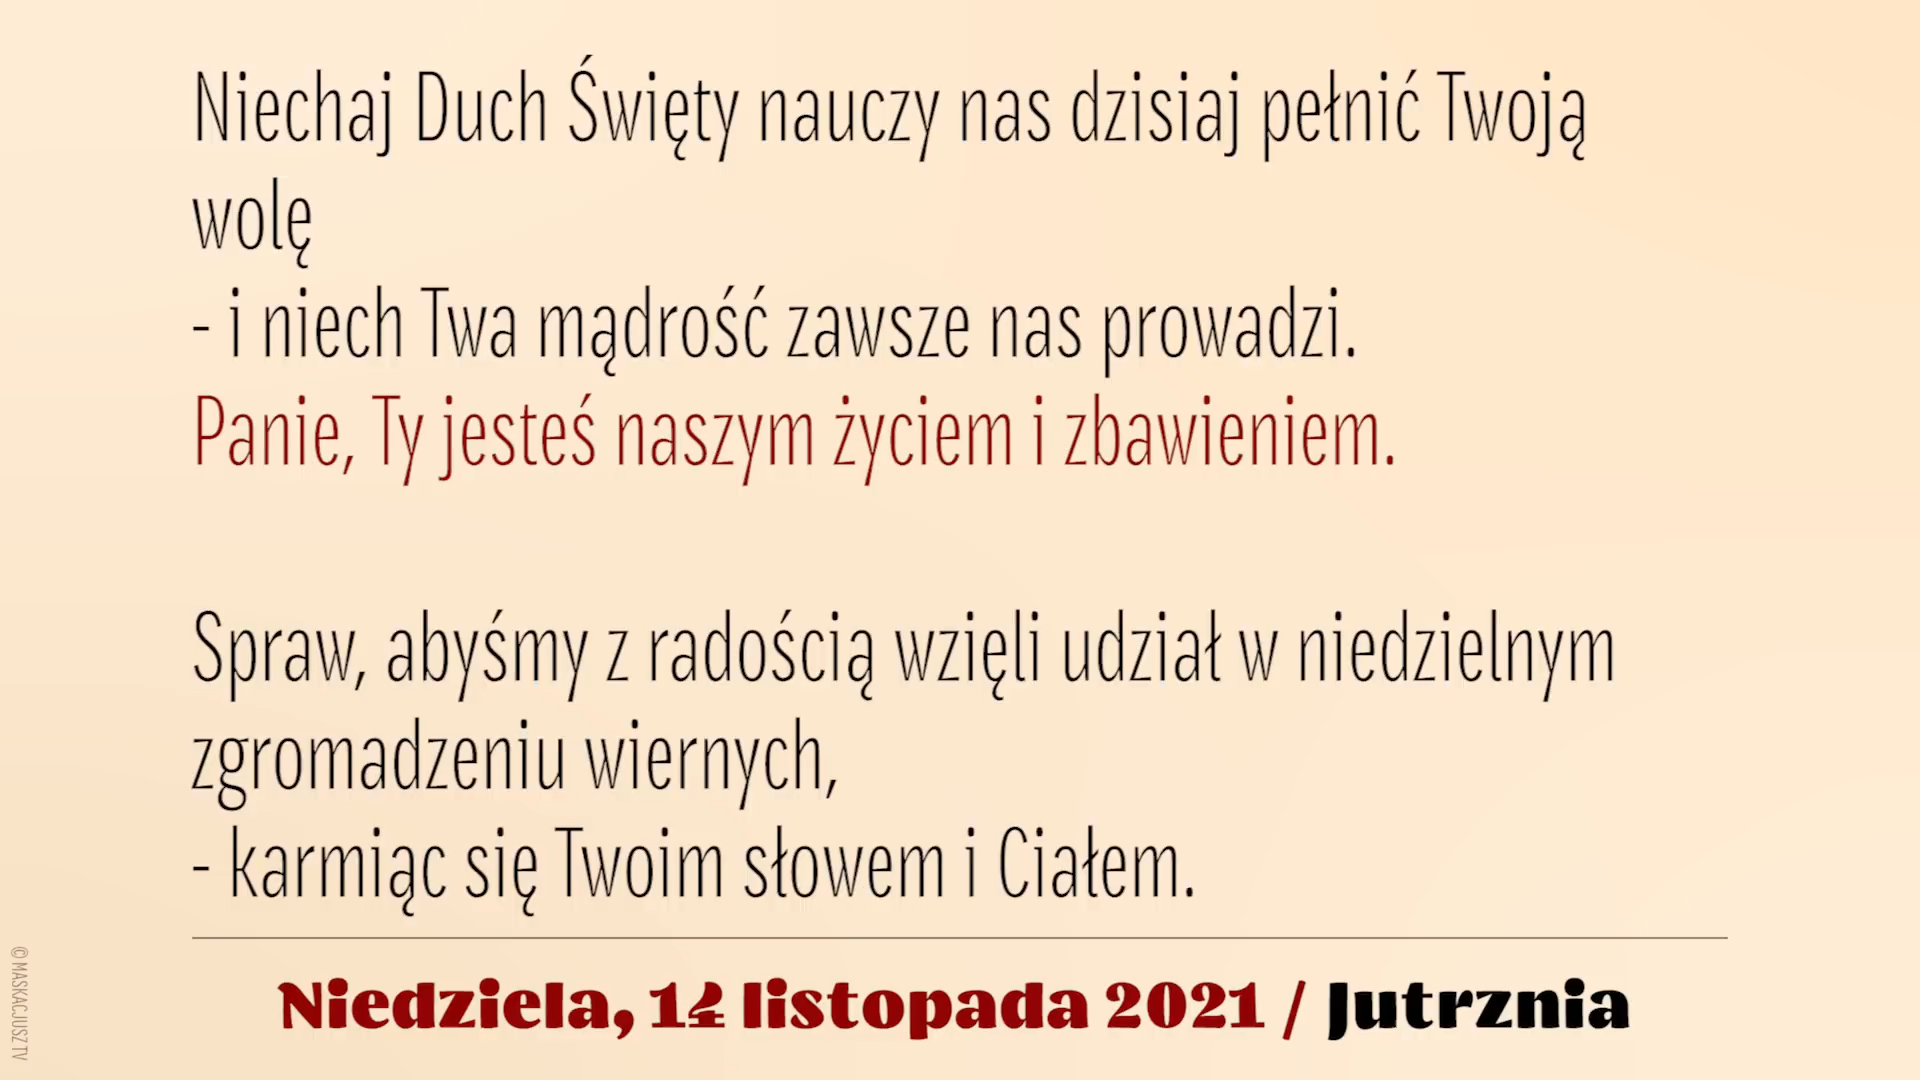 Niechaj Duch Święty nauczy nas dzisiaj pełnić Twoją
wolę
- i niech Twa mądrość zawsze nas prowadzi.
Panie, Ty jesteś naszym życiem i zbawieniem.
Spraw, abyśmy z radością wzięli udział w niedzielnym
zgromadzeniu wiernych,
- karmiąc się Twoim słowem i Ciałem.
Niedziela, 14 listopada 2021 / Jutrznia
© MASKACJUSZ TV